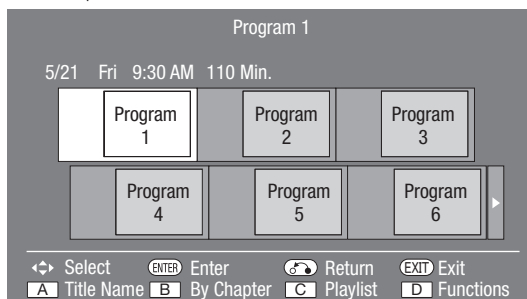 Program 1
5/21 Fri 9:30 AM 110 Min.
Program 1
Program 2
Program 3
Program 4
Program 5
Program 6
Select ENTER Enter Return EXIT Exit
A Title Name B By Chapter C Playlist D Functions